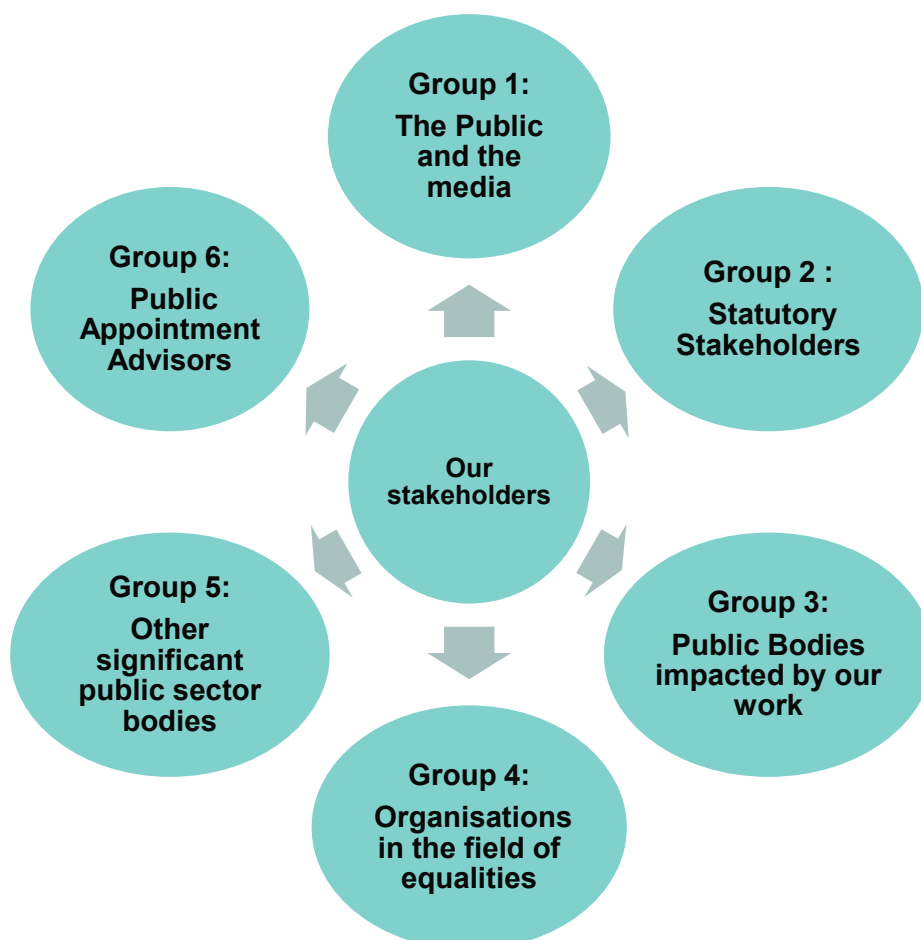 Group 1:
The Public
and the
media
Group 2 :
Statutory
Stakeholders
Group 3:
Public Bodies
impacted by our
work
Group 4:
Organisations
in the field of
equalities
Group 5:
Other
significant
public sector
bodies
Group 6:
Public
Appointment
Advisors
Our
stakeholders